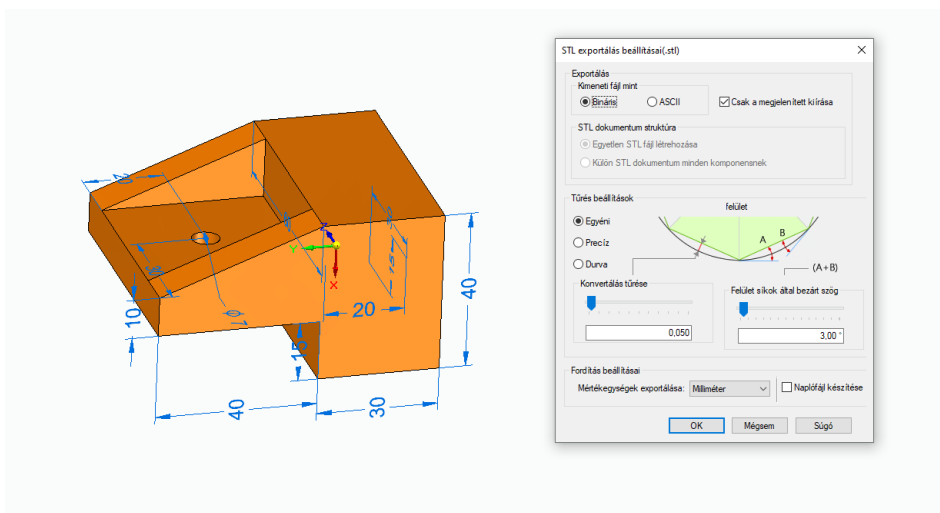 STL exportálás beállításai(.stl)
Exportálás
Kimeneti fájl mint
Bináris
ASCII
Csak a megjelenített kiírása
STL dokumentum struktúra
Egyetlen STL fájl létrehozása
Külön STL dokumentum minden komponensnek
Tűrés beállítások
Egyéni
Precíz
Durva
felület
A
B
(A+B)
Konvertálás tűrése
0,050
Felület síkok által bezárt szög
3,00 °
Fordítás beállításai
Mértékegységek exportálása:
Milliméter
Naplófájl készítése
OK
Mégsem
Súgó
Z
Y
X
10
20
40
15
40
30